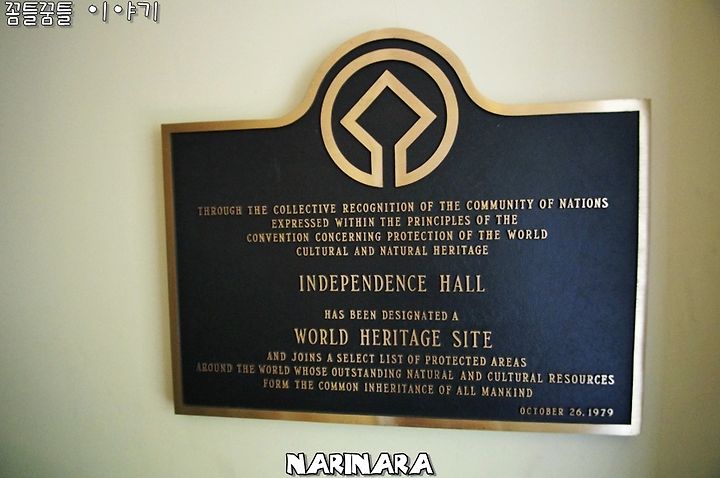 꼼틀꿈틀 이야기
THROUGH THE COLLECTIVE RECOGNITION OF THE COMMUNITY OF NATIONS
EXPRESSED WITHIN THE PRINCIPLES OF THE
CONVENTION CONCERNING PROTECTION OF THE WORLD
CULTURAL AND NATURAL HERITAGE
INDEPENDENCE HALL
HAS BEEN DESIGNATED A
WORLD HERITAGE SITE
AND JOINS A SELECT LIST OF PROTECTED AREAS
AROUND THE WORLD WHOSE OUTSTANDING NATURAL AND CULTURAL RESOURCES
FORM THE COMMON INHERITANCE OF ALL MANKIND
OCTOBER 26, 1979
NARINARA